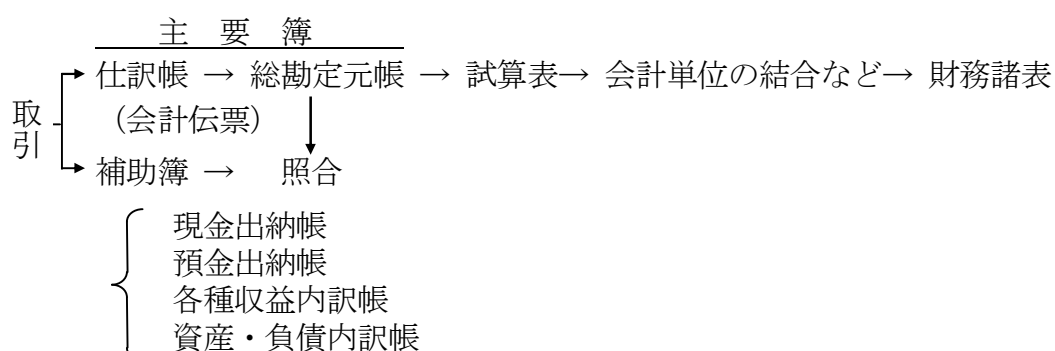 主 要 簿
仕訳帳 → 総勘定元帳 → 試算表→ 会計単位の結合など→ 財務諸表
取引
(会計伝票)
補助簿 → 照合
現金出納帳
預金出納帳
各種収益内訳帳
資産・負債内訳帳